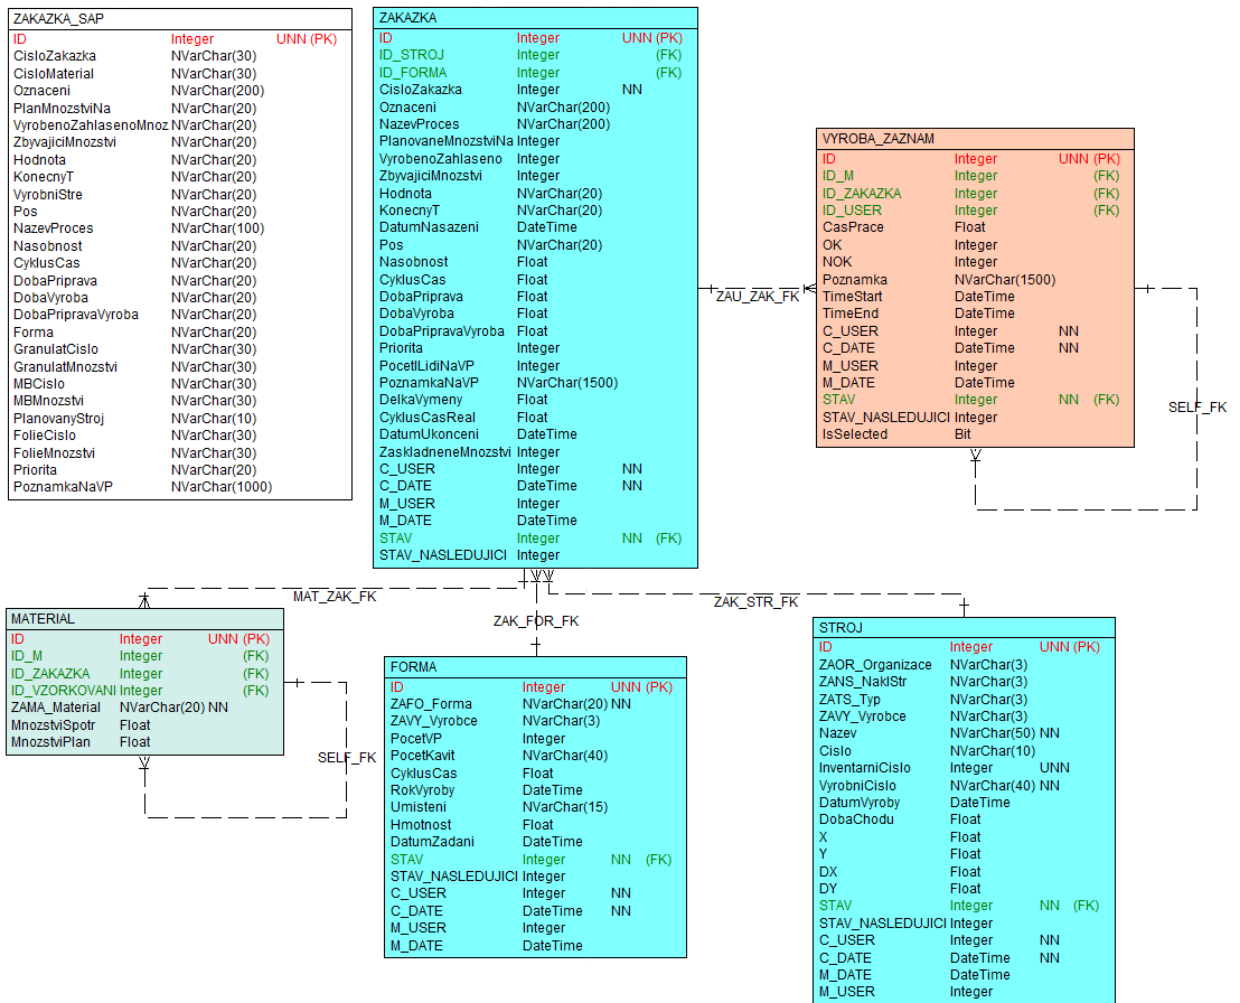 ZAKAZKA_SAP
ID Integer UNN (PK)
CisloZakazka NVarChar(30)
CisloMaterial NVarChar(30)
Oznaceni NVarChar(200)
PlanMnozstviNa NVarChar(20)
VyrobenoZahlasenoMnoz NVarChar(20)
ZbyvajiciMnozstvi NVarChar(20)
Hodnota NVarChar(20)
KonecnyT NVarChar(20)
VyrobniStre NVarChar(20)
Pos NVarChar(20)
NazevProces NVarChar(100)
Nasobnost NVarChar(20)
CyklusCas NVarChar(20)
DobaPriprava NVarChar(20)
DobaVyroba NVarChar(20)
DobaPripravaVyroba NVarChar(20)
Forma NVarChar(20)
GranulatCislo NVarChar(30)
GranulatMnozstvi NVarChar(30)
MBCislo NVarChar(30)
MBMnozstvi NVarChar(30)
PlanovanyStroj NVarChar(10)
FolieCislo NVarChar(30)
FolieMnozstvi NVarChar(30)
Priorita NVarChar(20)
PoznamkaNaVP NVarChar(1000)
ZAKAZKA
ID Integer UNN (PK)
ID_STROJ Integer (FK)
ID_FORMA Integer (FK)
CisloZakazka Integer NN
Oznaceni NVarChar(200)
NazevProces NVarChar(200)
PlanovaneMnozstviNa Integer
VyrobenoZahlaseno Integer
ZbyvajiciMnozstvi Integer
Hodnota NVarChar(20)
KonecnyT NVarChar(20)
DatumNasazeni DateTime
Pos NVarChar(20)
Nasobnost Float
CyklusCas Float
DobaPriprava Float
DobaVyroba Float
DobaPripravaVyroba Float
Priorita Integer
PocetILidiNaVP Integer
PoznamkaNaVP NVarChar(1500)
DelkaVymeny Float
CyklusCasReal Float
DatumUkonceni DateTime
ZaskladneneMnozstvi Integer
C_USER Integer NN
C_DATE DateTime NN
M_USER Integer
M_DATE DateTime
STAV Integer NN (FK)
STAV_NASLEDUJICI Integer
VYROBA_ZAZNAM
ID Integer UNN (PK)
ID_M Integer (FK)
ID_ZAKAZKA Integer (FK)
ID_USER Integer (FK)
CasPrace Float
OK Integer
NOK Integer
Poznamka NVarChar(1500)
TimeStart DateTime
TimeEnd DateTime
C_USER Integer NN
C_DATE DateTime NN
M_USER Integer
M_DATE DateTime
STAV Integer NN (FK)
STAV_NASLEDUJICI Integer
IsSelected Bit
ZAU_ZAK_FK
SELF_FK
MAT_ZAK_FK
ZAK_FOR_FK
ZAK_STR_FK
MATERIAL
ID Integer UNN (PK)
ID_M Integer (FK)
ID_ZAKAZKA Integer (FK)
ID_VZORKOVANI Integer (FK)
ZAMA_Material NVarChar(20) NN
MnozstviSpotr Float
MnozstviPlan Float
SELF_FK
FORMA
ID Integer UNN (PK)
ZAFO_Forma NVarChar(20) NN
ZAVY_Vyrobce NVarChar(3)
PocetVP Integer
PocetKavit NVarChar(40)
CyklusCas Float
RokVyroby DateTime
Umisteni NVarChar(15)
Hmotnost Float
DatumZadani DateTime
STAV Integer NN (FK)
STAV_NASLEDUJICI Integer
C_USER Integer NN
C_DATE DateTime NN
M_USER Integer
M_DATE DateTime
STROJ
ID Integer UNN (PK)
ZAOR_Organizace NVarChar(3)
ZANS_NaklStr NVarChar(3)
ZATS_Typ NVarChar(3)
ZAVY_Vyrobce NVarChar(3)
Nazev NVarChar(50) NN
Cislo NVarChar(10)
InventarniCislo Integer UNN
VyrobniCislo NVarChar(40) NN
DatumVyroby DateTime
DobaChodu Float
X Float
Y Float
DX Float
DY Float
STAV Integer NN (FK)
STAV_NASLEDUJICI Integer
C_USER Integer NN
C_DATE DateTime NN
M_DATE DateTime
M_USER Integer